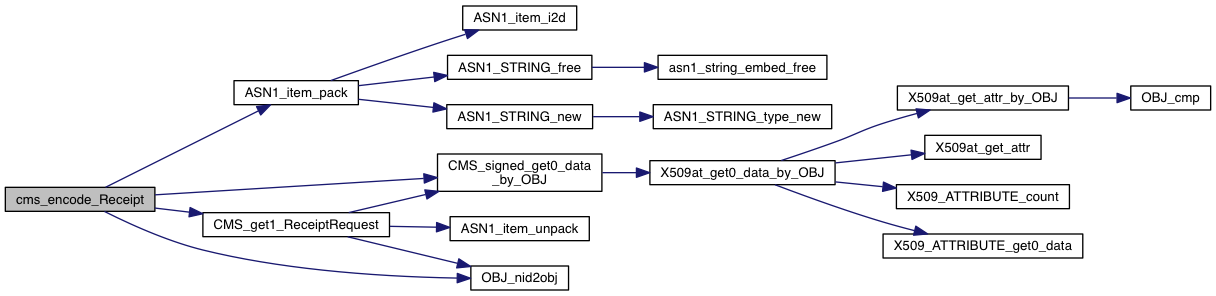 cms_encode_Receipt
ASN1_item_pack
ASN1_item_i2d
ASN1_STRING_free
asn1_string_embed_free
ASN1_STRING_new
ASN1_STRING_type_new
CMS_signed_get0_data
_by_OBJ
X509at_get0_data_by_OBJ
X509at_get_attr_by_OBJ
OBJ_cmp
X509at_get_attr
X509_ATTRIBUTE_count
X509_ATTRIBUTE_get0_data
CMS_get1_ReceiptRequest
ASN1_item_unpack
OBJ_nid2obj